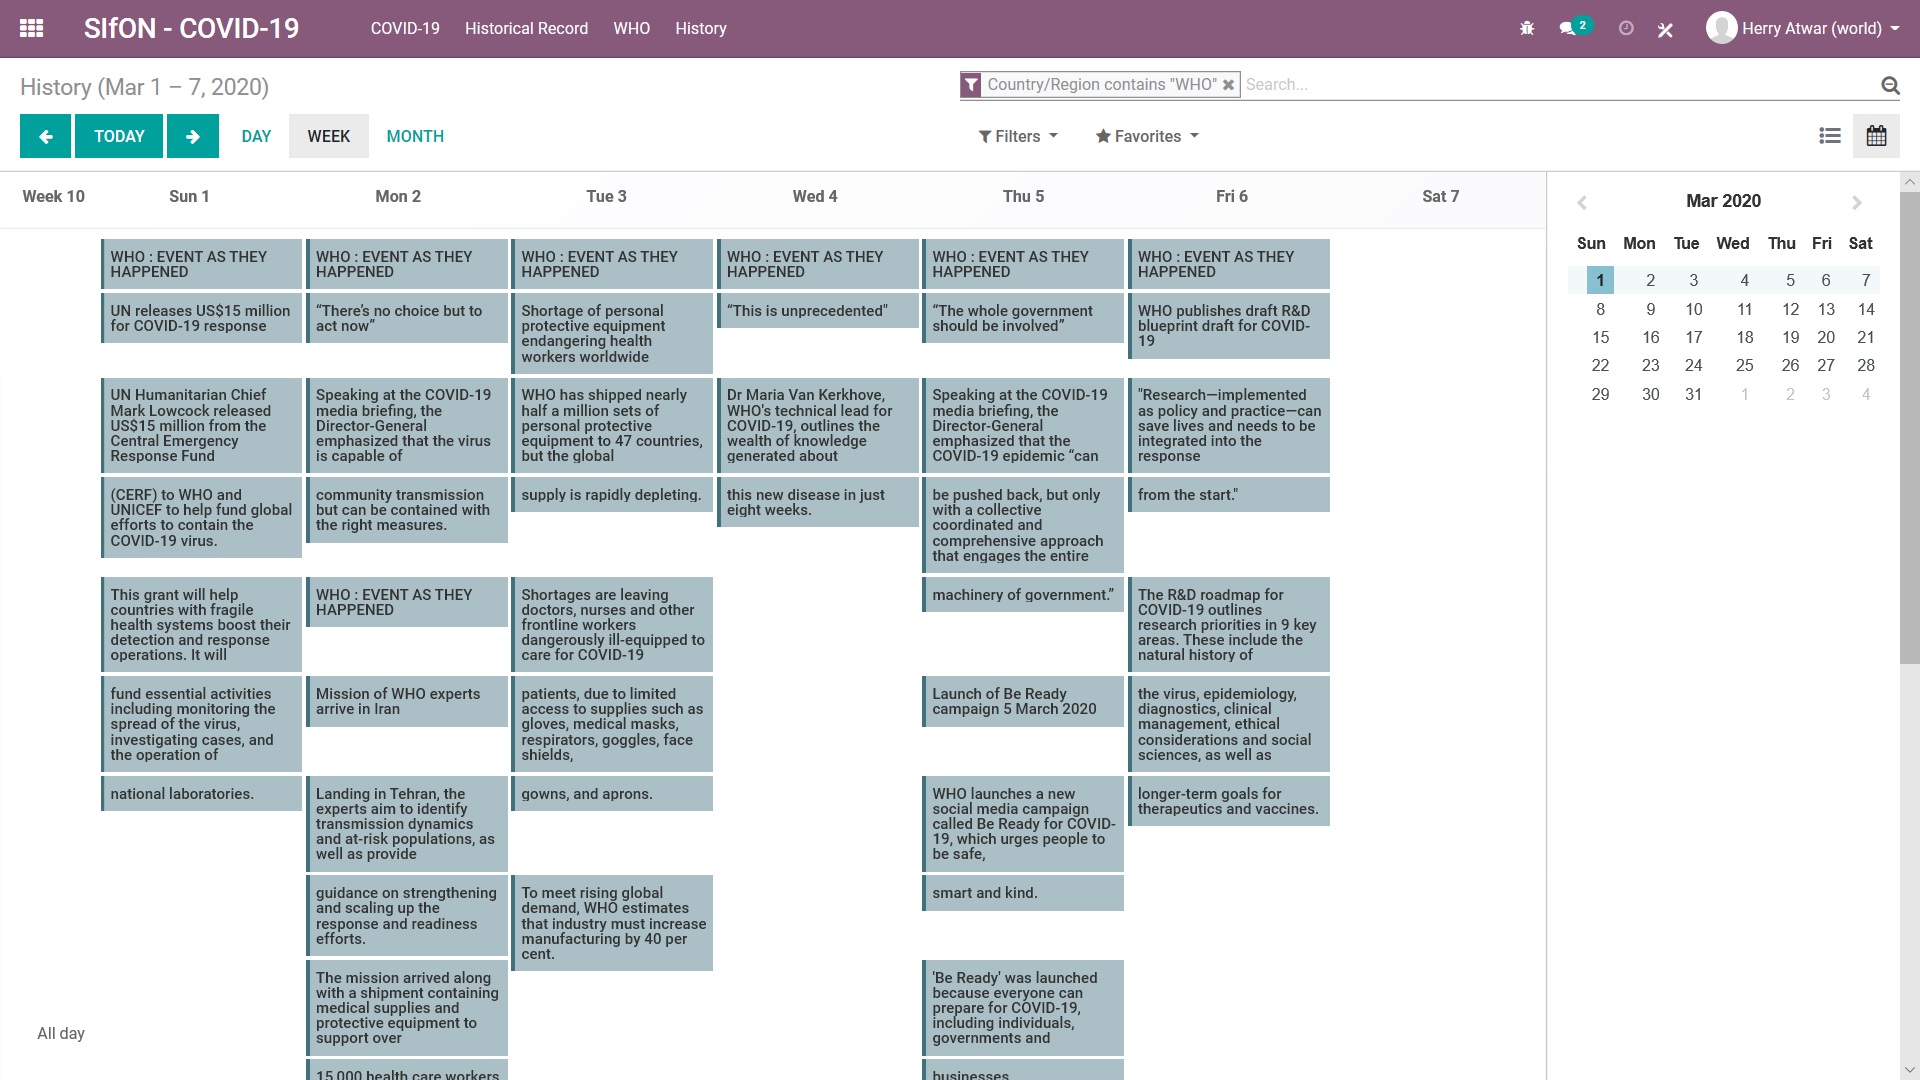 SIfON - COVID-19
COVID-19 Historical Record WHO History
2
Herry Atwar (world)
History (Mar 1 – 7, 2020)
Country/Region contains "WHO"
Search...
TODAY
DAY
WEEK
MONTH
Filters
Favorites
Week 10 Sun 1 Mon 2 Tue 3 Wed 4 Thu 5 Fri 6 Sat 7
All day
WHO : EVENT AS THEY
HAPPENED
UN releases US$15 million
for COVID-19 response
UN Humanitarian Chief
Mark Lowcock released
US$15 million from the
Central Emergency
Response Fund
(CERF) to WHO and
UNICEF to help fund global
efforts to contain the
COVID-19 virus.
This grant will help
countries with fragile
health systems boost their
detection and response
operations. It will
fund essential activities
including monitoring the
spread of the virus,
investigating cases, and
the operation of
national laboratories.
WHO : EVENT AS THEY
HAPPENED
“There’s no choice but to
act now”
Speaking at the COVID-19
media briefing, the
Director-General
emphasized that the virus
is capable of
community transmission
but can be contained with
the right measures.
WHO : EVENT AS THEY
HAPPENED
Mission of WHO experts
arrive in Iran
Landing in Tehran, the
experts aim to identify
transmission dynamics
and at-risk populations, as
well as provide
guidance on strengthening
and scaling up the
response and readiness
efforts.
The mission arrived along
with a shipment containing
medical supplies and
protective equipment to
support over
15,000 health care workers
WHO : EVENT AS THEY
HAPPENED
Shortage of personal
protective equipment
endangering health
workers worldwide
WHO has shipped nearly
half a million sets of
personal protective
equipment to 47 countries,
but the global
supply is rapidly depleting.
Shortages are leaving
doctors, nurses and other
frontline workers
dangerously ill-equipped to
care for COVID-19
patients, due to limited
access to supplies such as
gloves, medical masks,
respirators, goggles, face
shields,
gowns, and aprons.
To meet rising global
demand, WHO estimates
that industry must increase
manufacturing by 40 per
cent.
WHO : EVENT AS THEY
HAPPENED
“This is unprecedented"
Dr Maria Van Kerkhove,
WHO's technical lead for
COVID-19, outlines the
wealth of knowledge
generated about
this new disease in just
eight weeks.
WHO : EVENT AS THEY
HAPPENED
“The whole government
should be involved”
Speaking at the COVID-19
media briefing, the
Director-General
emphasized that the
COVID-19 epidemic “can
be pushed back, but only
with a collective
coordinated and
comprehensive approach
that engages the entire
machinery of government.”
Launch of Be Ready
campaign 5 March 2020
WHO launches a new
social media campaign
called Be Ready for COVID-
19, which urges people to
be safe,
smart and kind.
'Be Ready' was launched
because everyone can
prepare for COVID-19,
including individuals,
governments and
businesses
WHO : EVENT AS THEY
HAPPENED
WHO publishes draft R&D
blueprint draft for COVID-
19
"Research—implemented
as policy and practice—can
save lives and needs to be
integrated into the
response
from the start."
The R&D roadmap for
COVID-19 outlines
research priorities in 9 key
areas. These include the
natural history of
the virus, epidemiology,
diagnostics, clinical
management, ethical
considerations and social
sciences, as well as
longer-term goals for
therapeutics and vaccines.
Mar 2020
Sun Mon Tue Wed Thu Fri Sat
1 2 3 4 5 6 7
8 9 10 11 12 13 14
15 16 17 18 19 20 21
22 23 24 25 26 27 28
29 30 31 1 2 3 4